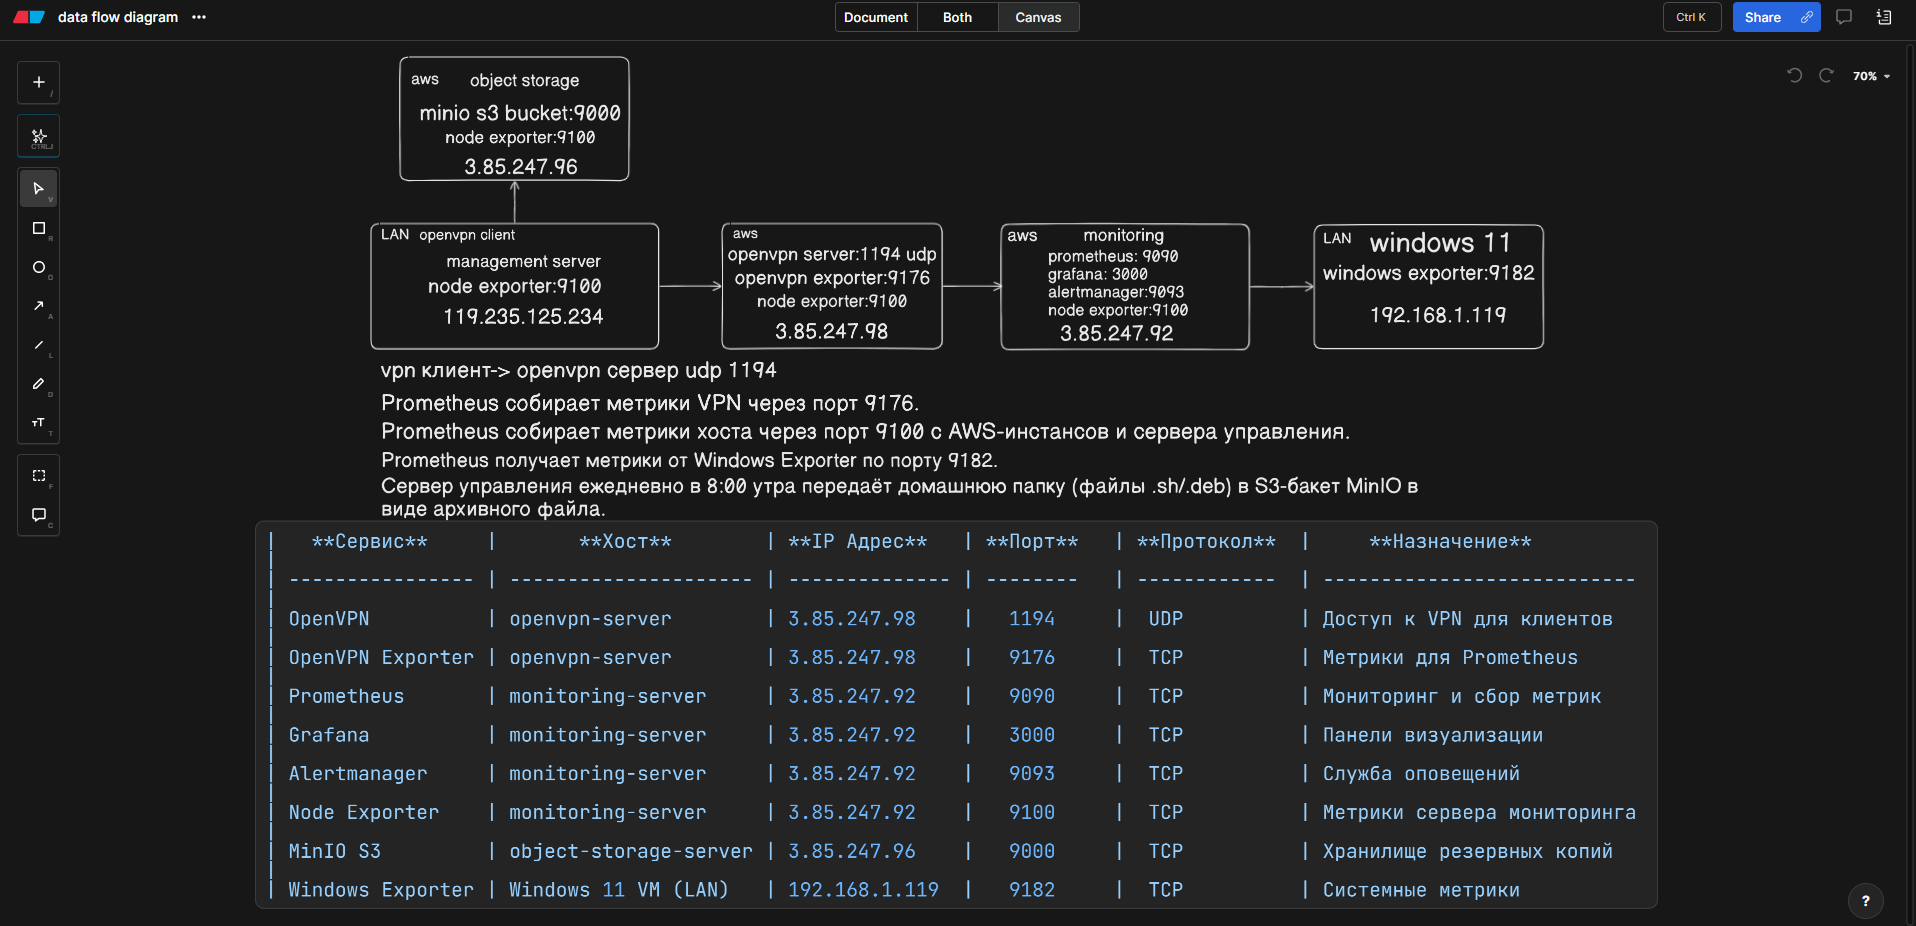 data flow diagram ...
Document Both Canvas
Ctrl K
Share
70%
aws object storage
minio s3 bucket:9000
node exporter:9100
3.85.247.96
LAN openvpn client
management server
node exporter:9100
119.235.125.234
aws
openvpn server:1194 udp
openvpn exporter:9176
node exporter:9100
3.85.247.98
aws monitoring
prometheus: 9090
grafana: 3000
alertmanager:9093
node exporter:9100
3.85.247.92
LAN windows 11
windows exporter:9182
192.168.1.119
vpn клиент-> openvpn сервер udp 1194
Prometheus собирает метрики VPN через порт 9176.
Prometheus собирает метрики хоста через порт 9100 с AWS-инстансов и сервера управления.
Prometheus получает метрики от Windows Exporter по порту 9182.
Сервер управления ежедневно в 8:00 утра передаёт домашнюю папку (файлы .sh/.deb) в S3-бакет MinIO в
виде архивного файла.
| **Сервис** | **Хост** | **IP Адрес** | **Порт** | **Протокол** | **Назначение**
|
| ---------------- | --------------------- | -------------- | -------- | ------------ | ---------------------------
|
| OpenVPN | openvpn-server | 3.85.247.98 | 1194 | UDP | Доступ к VPN для клиентов
|
| OpenVPN Exporter | openvpn-server | 3.85.247.98 | 9176 | TCP | Метрики для Prometheus
|
| Prometheus | monitoring-server | 3.85.247.92 | 9090 | TCP | Мониторинг и сбор метрик
|
| Grafana | monitoring-server | 3.85.247.92 | 3000 | TCP | Панели визуализации
|
| Alertmanager | monitoring-server | 3.85.247.92 | 9093 | TCP | Служба оповещений
|
| Node Exporter | monitoring-server | 3.85.247.92 | 9100 | TCP | Метрики сервера мониторинга
|
| MinIO S3 | object-storage-server | 3.85.247.96 | 9000 | TCP | Хранилище резервных копий
|
| Windows Exporter | Windows 11 VM (LAN) | 192.168.1.119 | 9182 | TCP | Системные метрики
?